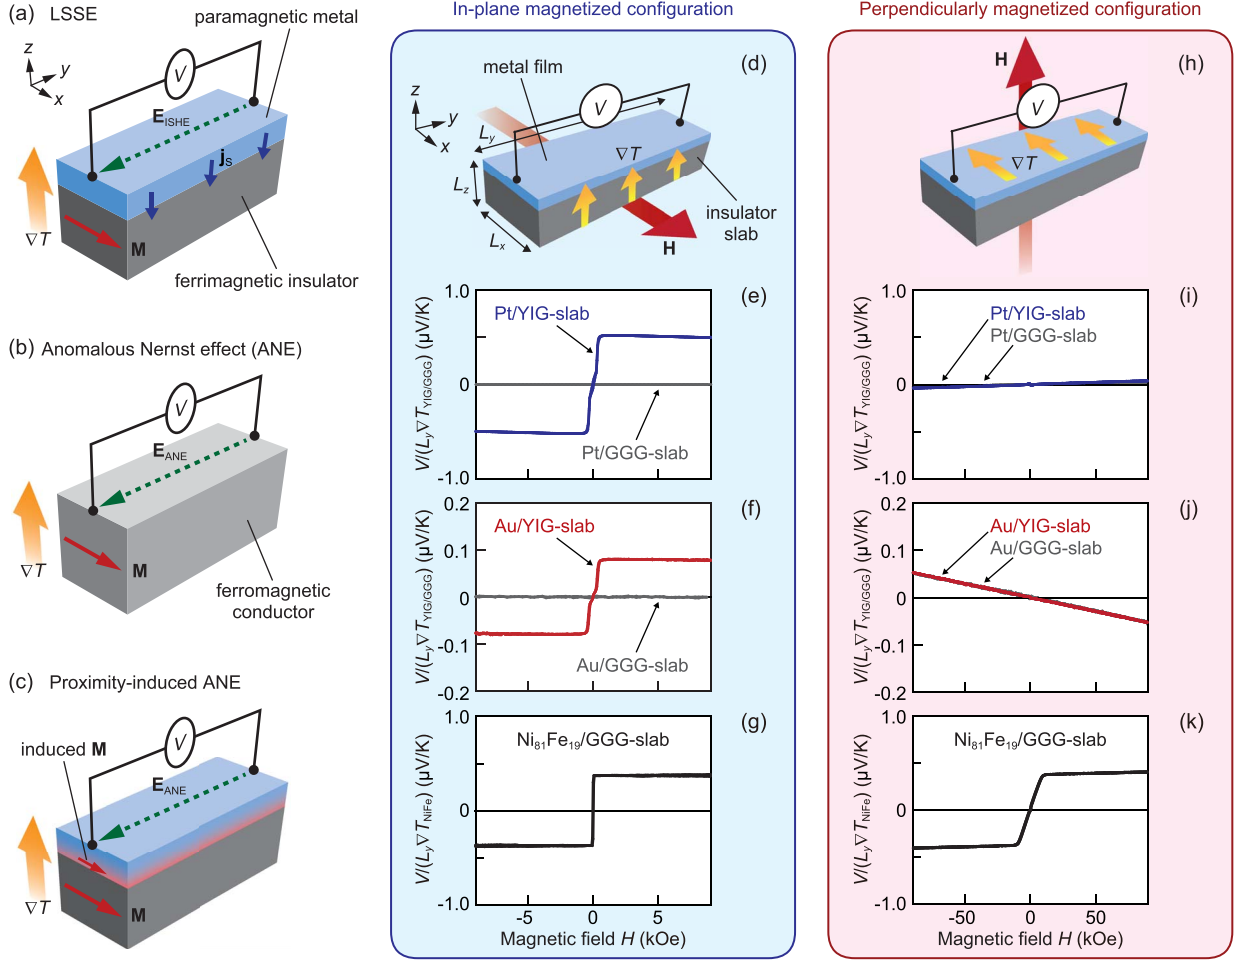 (a) LSSE
paramagnetic metal
z
y
x
V
E_ISHE
j_s
∇T
M
ferrimagnetic insulator
(b) Anomalous Nernst effect (ANE)
V
E_ANE
∇T
M
ferromagnetic
conductor
(c) Proximity-induced ANE
induced M
V
E_ANE
∇T
M
In-plane magnetized configuration
(d)
metal film
z
y
x
V
L_y
∇T
L_z
L_x
insulator
slab
H
(e)
V/(L_y∇T_YIG/GGG) (µV/K)
1.0
0
-1.0
Pt/YIG-slab
Pt/GGG-slab
(f)
V/(L_y∇T_YIG/GGG) (µV/K)
0.2
0.1
0
-0.1
-0.2
Au/YIG-slab
Au/GGG-slab
(g)
V/(L_y∇T_NiFe) (µV/K)
1.0
0
-1.0
Ni₈₁Fe₁₉/GGG-slab
-5 0 5
Magnetic field H (kOe)
Perpendicularly magnetized configuration
(h)
H
V
∇T
(i)
V/(L_y∇T_YIG/GGG) (µV/K)
1.0
0
-1.0
Pt/YIG-slab
Pt/GGG-slab
(j)
V/(L_y∇T_YIG/GGG) (µV/K)
0.2
0.1
0
-0.1
-0.2
Au/YIG-slab
Au/GGG-slab
(k)
V/(L_y∇T_NiFe) (µV/K)
1.0
0
-1.0
Ni₈₁Fe₁₉/GGG-slab
-50 0 50
Magnetic field H (kOe)